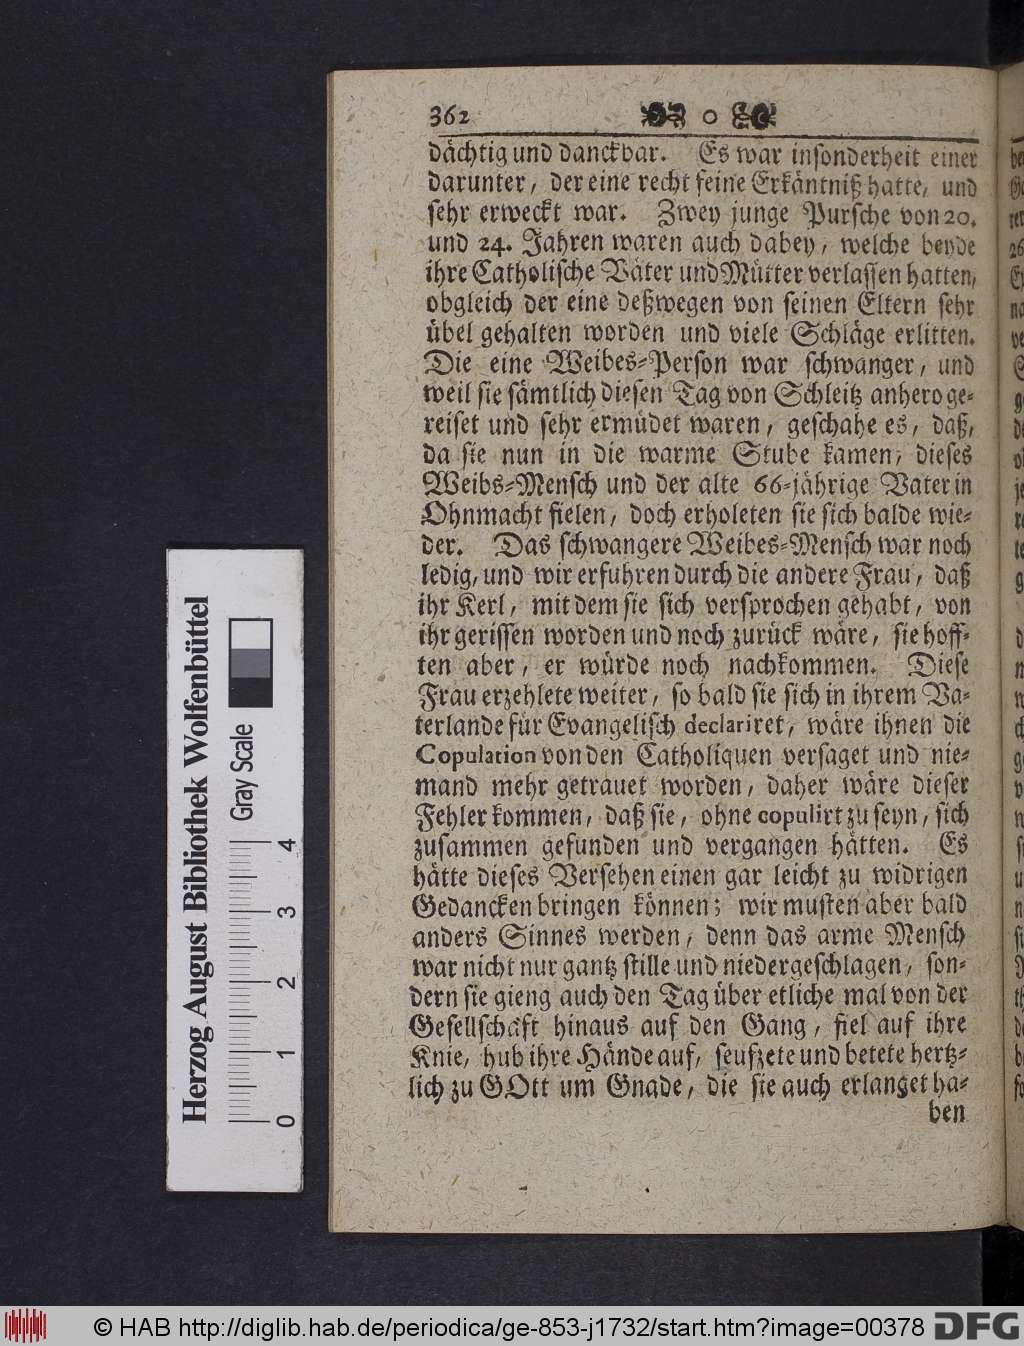 362 o
dächtig und danckbar. Es war insonderheit einer
darunter, der eine recht feine Erkäntniß hatte, und
sehr erweckt war. Zwey junge Pursche von 20.
und 24. Jahren waren auch dabey, welche beyde
ihre Catholische Väter und Mütter verlassen hatten,
obgleich der eine deßwegen von seinen Eltern sehr
übel gehalten worden und viele Schläge erlitten.
Die eine Weibes-Person war schwanger, und
weil sie sämtlich diesen Tag von Schleitz anhero ge-
reiset und sehr ermüdet waren, geschahe es, daß,
da sie nun in die warme Stube kamen, dieses
Weibs-Mensch und der alte 66-jährige Vater in
Ohnmacht fielen, doch erholeten sie sich balde wie-
der. Das schwangere Weibes-Mensch war noch
ledig, und wir erfuhren durch die andere Frau, daß
ihr Kerl, mit dem sie sich versprochen gehabt, von
ihr gerissen worden und noch zurück wäre, sie hoff-
ten aber, er würde noch nachkommen. Diese
Frau erzehlete weiter, so bald sie sich in ihrem Va-
terlande für Evangelisch declariret, wäre ihnen die
Copulation von den Catholiquen versaget und nie-
mand mehr getrauet worden, daher wäre dieser
Fehler kommen, daß sie, ohne copulirt zu seyn, sich
zusammen gefunden und vergangen hätten. Es
hätte dieses Versehen einen gar leicht zu widrigen
Gedancken bringen können; wir musten aber bald
anders Sinnes werden, denn das arme Mensch
war nicht nur gantz stille und niedergeschlagen, son-
dern sie gieng auch den Tag über etliche mal von der
Gesellschaft hinaus auf den Gang, fiel auf ihre
Knie, hub ihre Hände auf, seufzete und betete hertz-
lich zu GOtt um Gnade, die sie auch erlanget ha-
ben
Herzog August Bibliothek Wolfenbüttel
Gray Scale
0 1 2 3 4
© HAB http://diglib.hab.de/periodica/ge-853-j1732/start.htm?image=00378 DFG